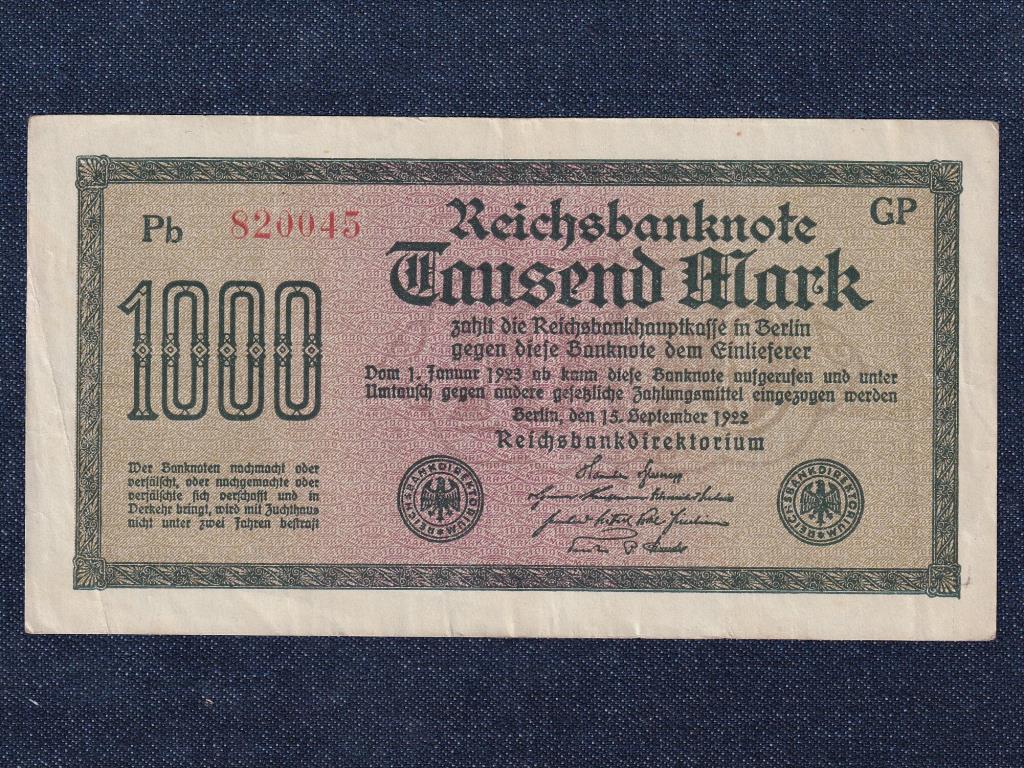 Pb 820045
GP
Reichsbanknote
Tausend Mark
1000
zahlt die Reichsbankhauptkasse in Berlin
gegen diese Banknote dem Einlieferer
Vom 1. Januar 1923 ab kann diese Banknote aufgerufen und unter
Umtausch gegen andere gesetzliche Zahlungsmittel eingezogen werden
Berlin, den 15. September 1922
Reichsbankdirektorium
Wer Banknoten nachmacht oder
verfälscht, oder nachgemachte oder
verfälschte sich verschafft und in
Verkehr bringt, wird mit Zuchthaus
nicht unter zwei Jahren bestraft
REICHSBANKDIREKTORIUM
REICHSBANKDIREKTORIUM